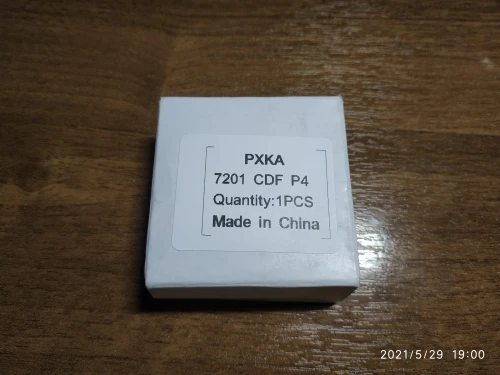 PXKA
7201 CDF P4
Quantity:1PCS
Made in China
2021/5/29 19:00